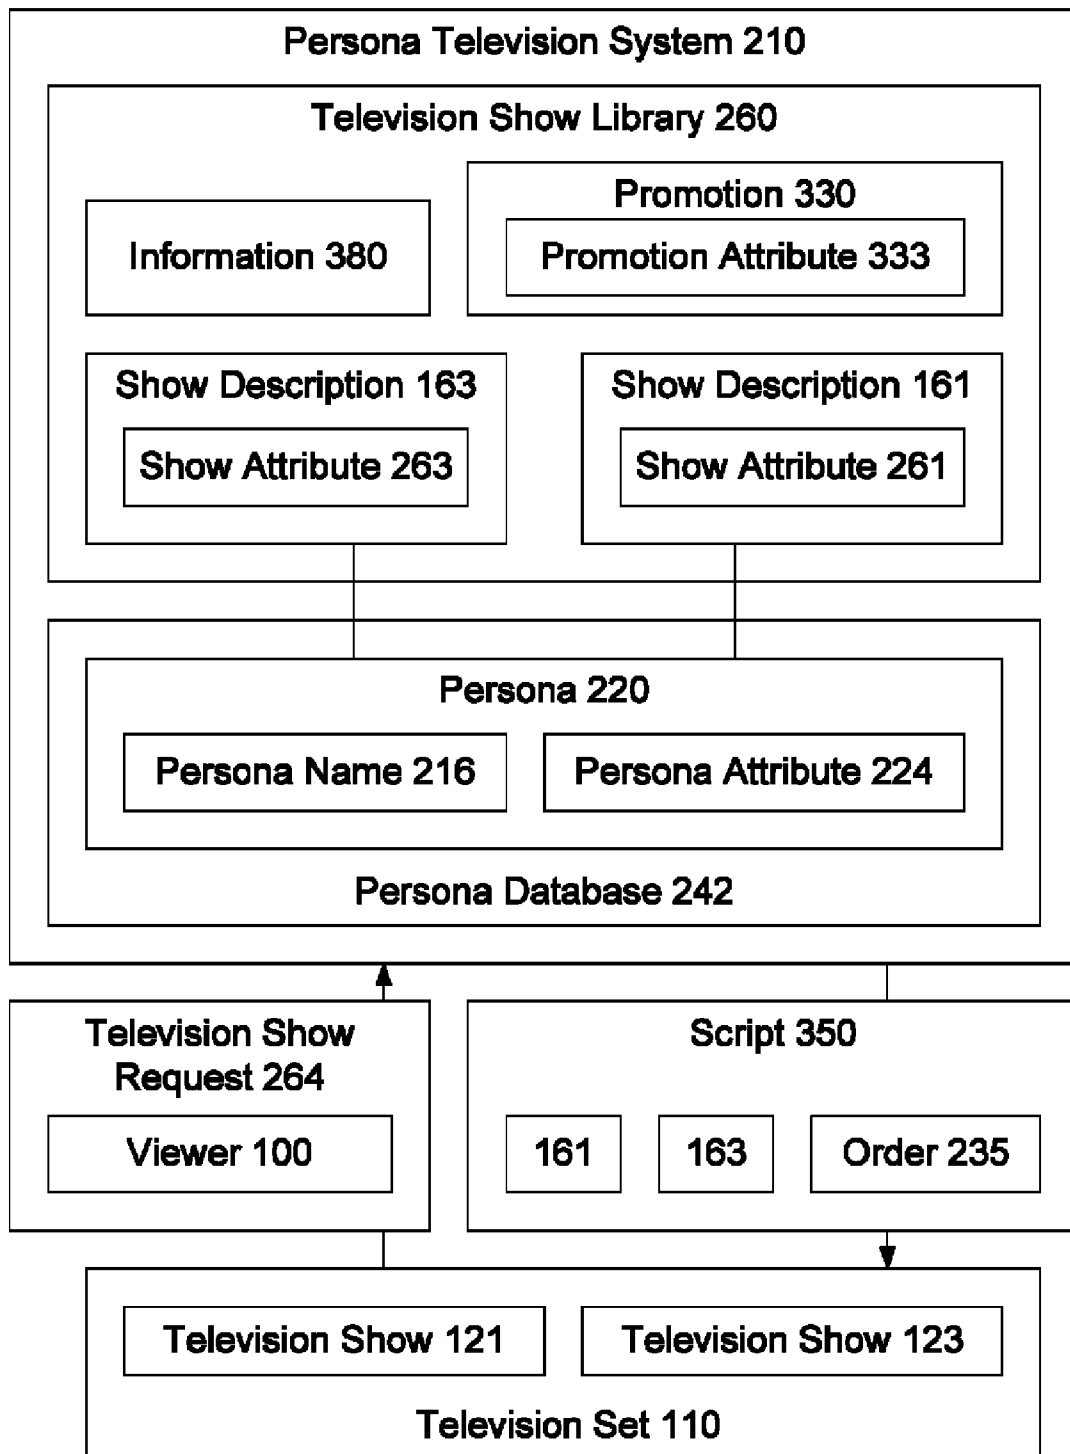 Persona Television System 210
Television Show Library 260
Promotion 330
Information 380
Promotion Attribute 333
Show Description 163
Show Description 161
Show Attribute 263
Show Attribute 261
Persona 220
Persona Name 216
Persona Attribute 224
Persona Database 242
Television Show
Request 264
Viewer 100
Script 350
161
163
Order 235
Television Show 121
Television Show 123
Television Set 110